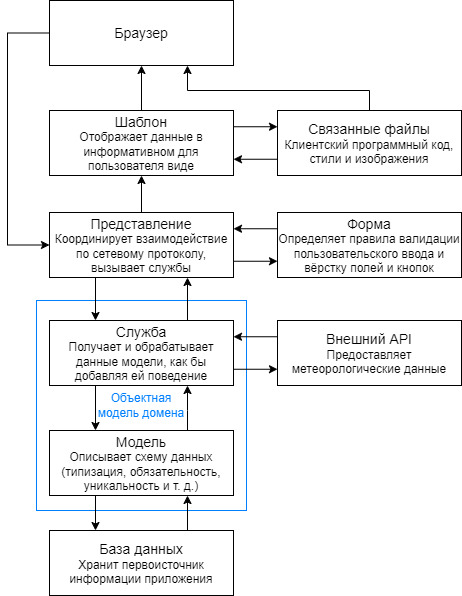 Браузер
Шаблон
Отображает данные в
информативном для
пользователя виде
Связанные файлы
Клиентский программный код,
стили и изображения
Представление
Координирует взаимодействие
по сетевому протоколу,
вызывает службы
Форма
Определяет правила валидации
пользовательского ввода и
вёрстку полей и кнопок
Служба
Получает и обрабатывает
данные модели, как бы
добавляя ей поведение
Внешний API
Предоставляет
метеорологические данные
Объектная
модель домена
Модель
Описывает схему данных
(типизация, обязательность,
уникальность и т. д.)
База данных
Хранит первоисточник
информации приложения